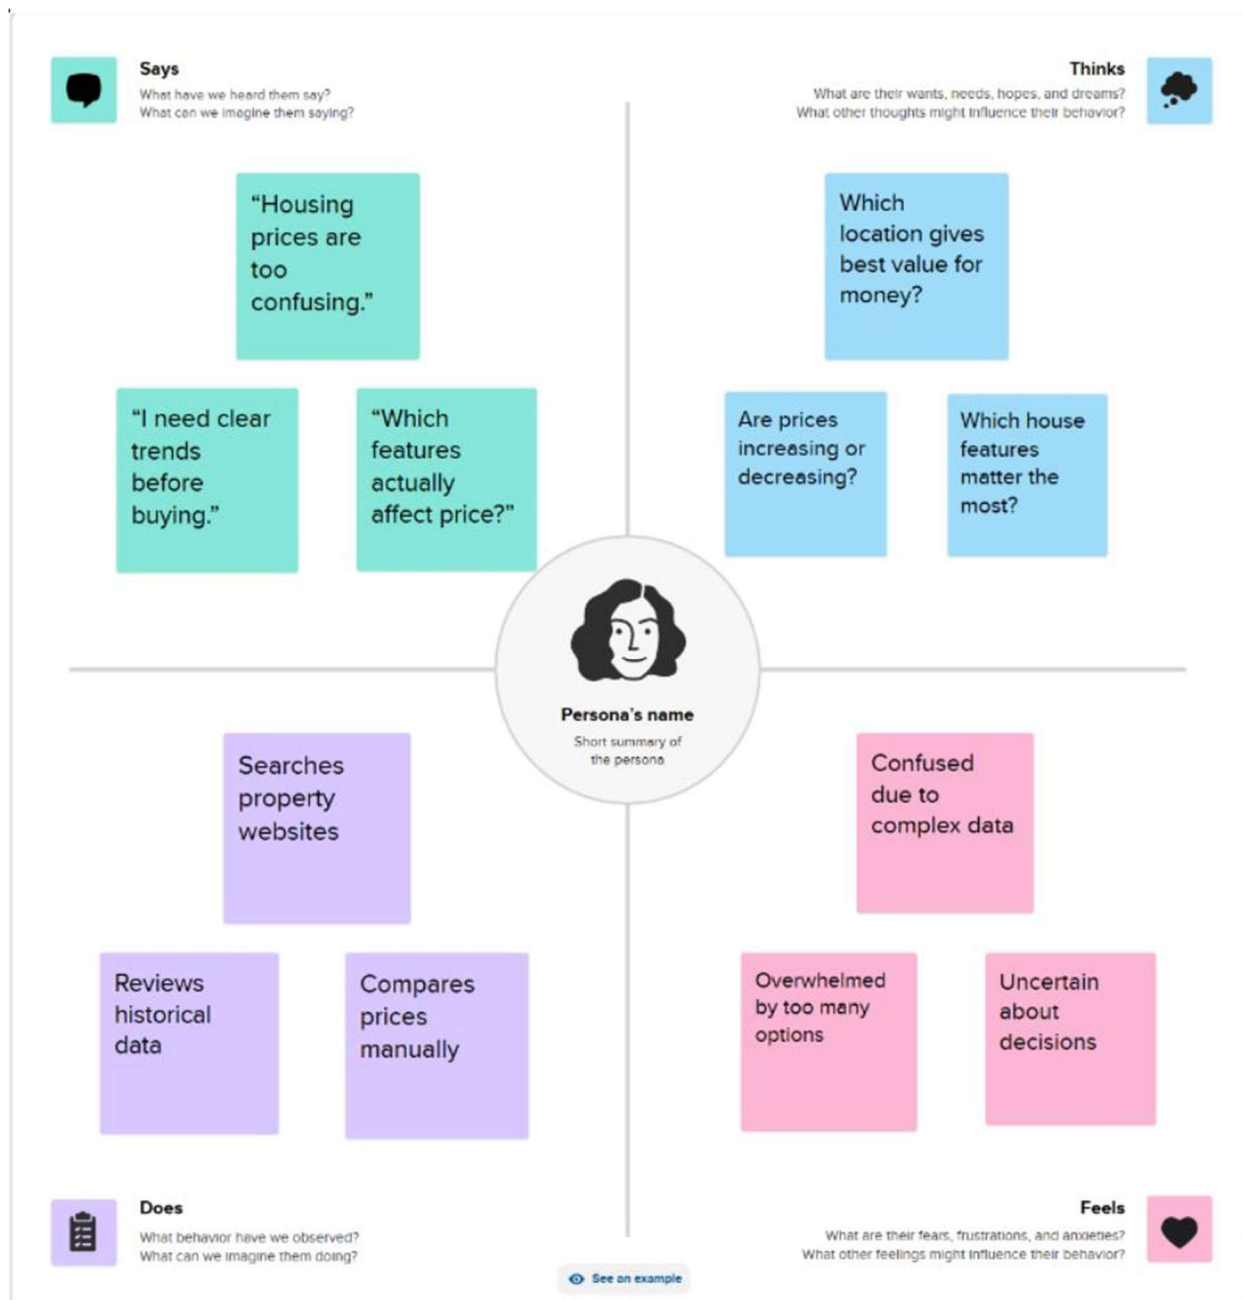 Says
What have we heard them say?
What can we imagine them saying?
Thinks
What are their wants, needs, hopes, and dreams?
What other thoughts might influence their behavior?
“Housing
prices are
too
confusing.”
“I need clear
trends
before
buying.”
“Which
features
actually
affect price?”
Which
location gives
best value for
money?
Are prices
increasing or
decreasing?
Which house
features
matter the
most?
Persona’s name
Short summary of
the persona
Searches
property
websites
Reviews
historical
data
Compares
prices
manually
Confused
due to
complex data
Overwhelmed
by too many
options
Uncertain
about
decisions
Does
What behavior have we observed?
What can we imagine them doing?
Feels
What are their fears, frustrations, and anxieties?
What other feelings might influence their behavior?
See an example